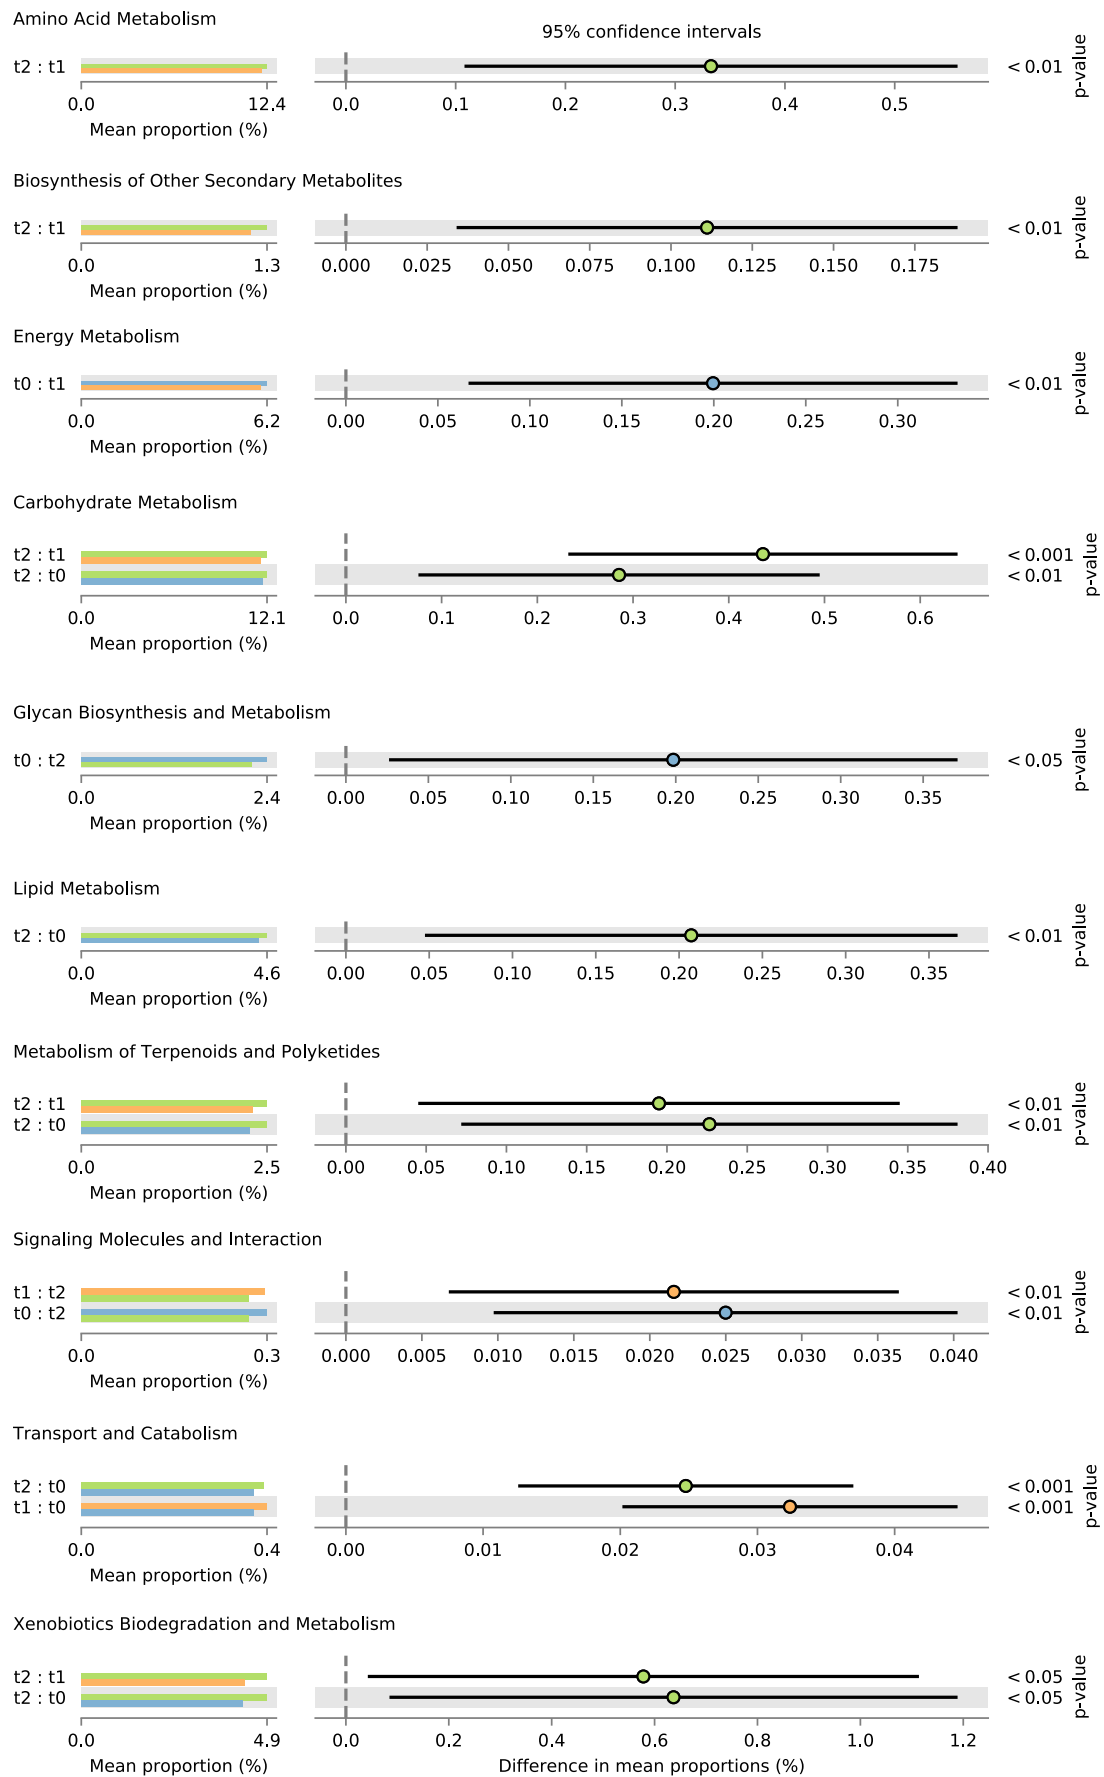 Amino Acid Metabolism
95% confidence intervals
t2 : t1
< 0.01
p-value
0.0 12.4
0.0 0.1 0.2 0.3 0.4 0.5
Mean proportion (%)
Biosynthesis of Other Secondary Metabolites
t2 : t1
< 0.01
p-value
0.0 1.3
0.000 0.025 0.050 0.075 0.100 0.125 0.150 0.175
Mean proportion (%)
Energy Metabolism
t0 : t1
< 0.01
p-value
0.0 6.2
0.00 0.05 0.10 0.15 0.20 0.25 0.30
Mean proportion (%)
Carbohydrate Metabolism
t2 : t1
< 0.001
t2 : t0
< 0.01
p-value
0.0 12.1
0.0 0.1 0.2 0.3 0.4 0.5 0.6
Mean proportion (%)
Glycan Biosynthesis and Metabolism
t0 : t2
< 0.05
p-value
0.0 2.4
0.00 0.05 0.10 0.15 0.20 0.25 0.30 0.35
Mean proportion (%)
Lipid Metabolism
t2 : t0
< 0.01
p-value
0.0 4.6
0.00 0.05 0.10 0.15 0.20 0.25 0.30 0.35
Mean proportion (%)
Metabolism of Terpenoids and Polyketides
t2 : t1
< 0.01
t2 : t0
< 0.01
p-value
0.0 2.5
0.00 0.05 0.10 0.15 0.20 0.25 0.30 0.35 0.40
Mean proportion (%)
Signaling Molecules and Interaction
t1 : t2
< 0.01
t0 : t2
< 0.01
p-value
0.0 0.3
0.000 0.005 0.010 0.015 0.020 0.025 0.030 0.035 0.040
Mean proportion (%)
Transport and Catabolism
t2 : t0
< 0.001
t1 : t0
< 0.001
p-value
0.0 0.4
0.00 0.01 0.02 0.03 0.04
Mean proportion (%)
Xenobiotics Biodegradation and Metabolism
t2 : t1
< 0.05
t2 : t0
< 0.05
p-value
0.0 4.9
0.0 0.2 0.4 0.6 0.8 1.0 1.2
Mean proportion (%)
Difference in mean proportions (%)